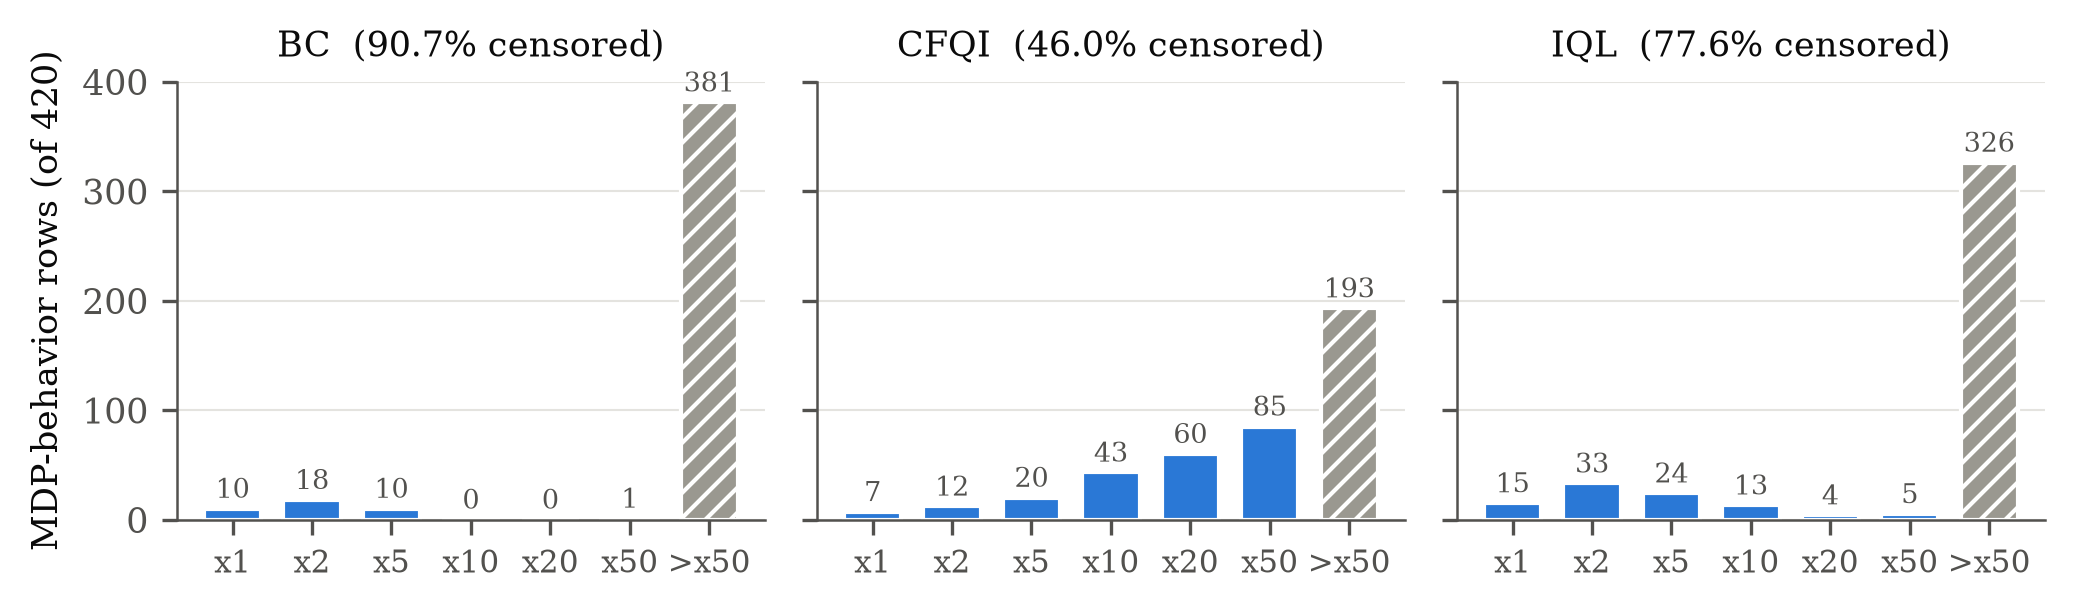 BC  (90.7% censored)
CFQI  (46.0% censored)
IQL  (77.6% censored)
MDP-behavior rows (of 420)
400
300
200
100
0
10
18
10
0
0
1
381
x1
x2
x5
x10
x20
x50
>x50
7
12
20
43
60
85
193
x1
x2
x5
x10
x20
x50
>x50
15
33
24
13
4
5
326
x1
x2
x5
x10
x20
x50
>x50